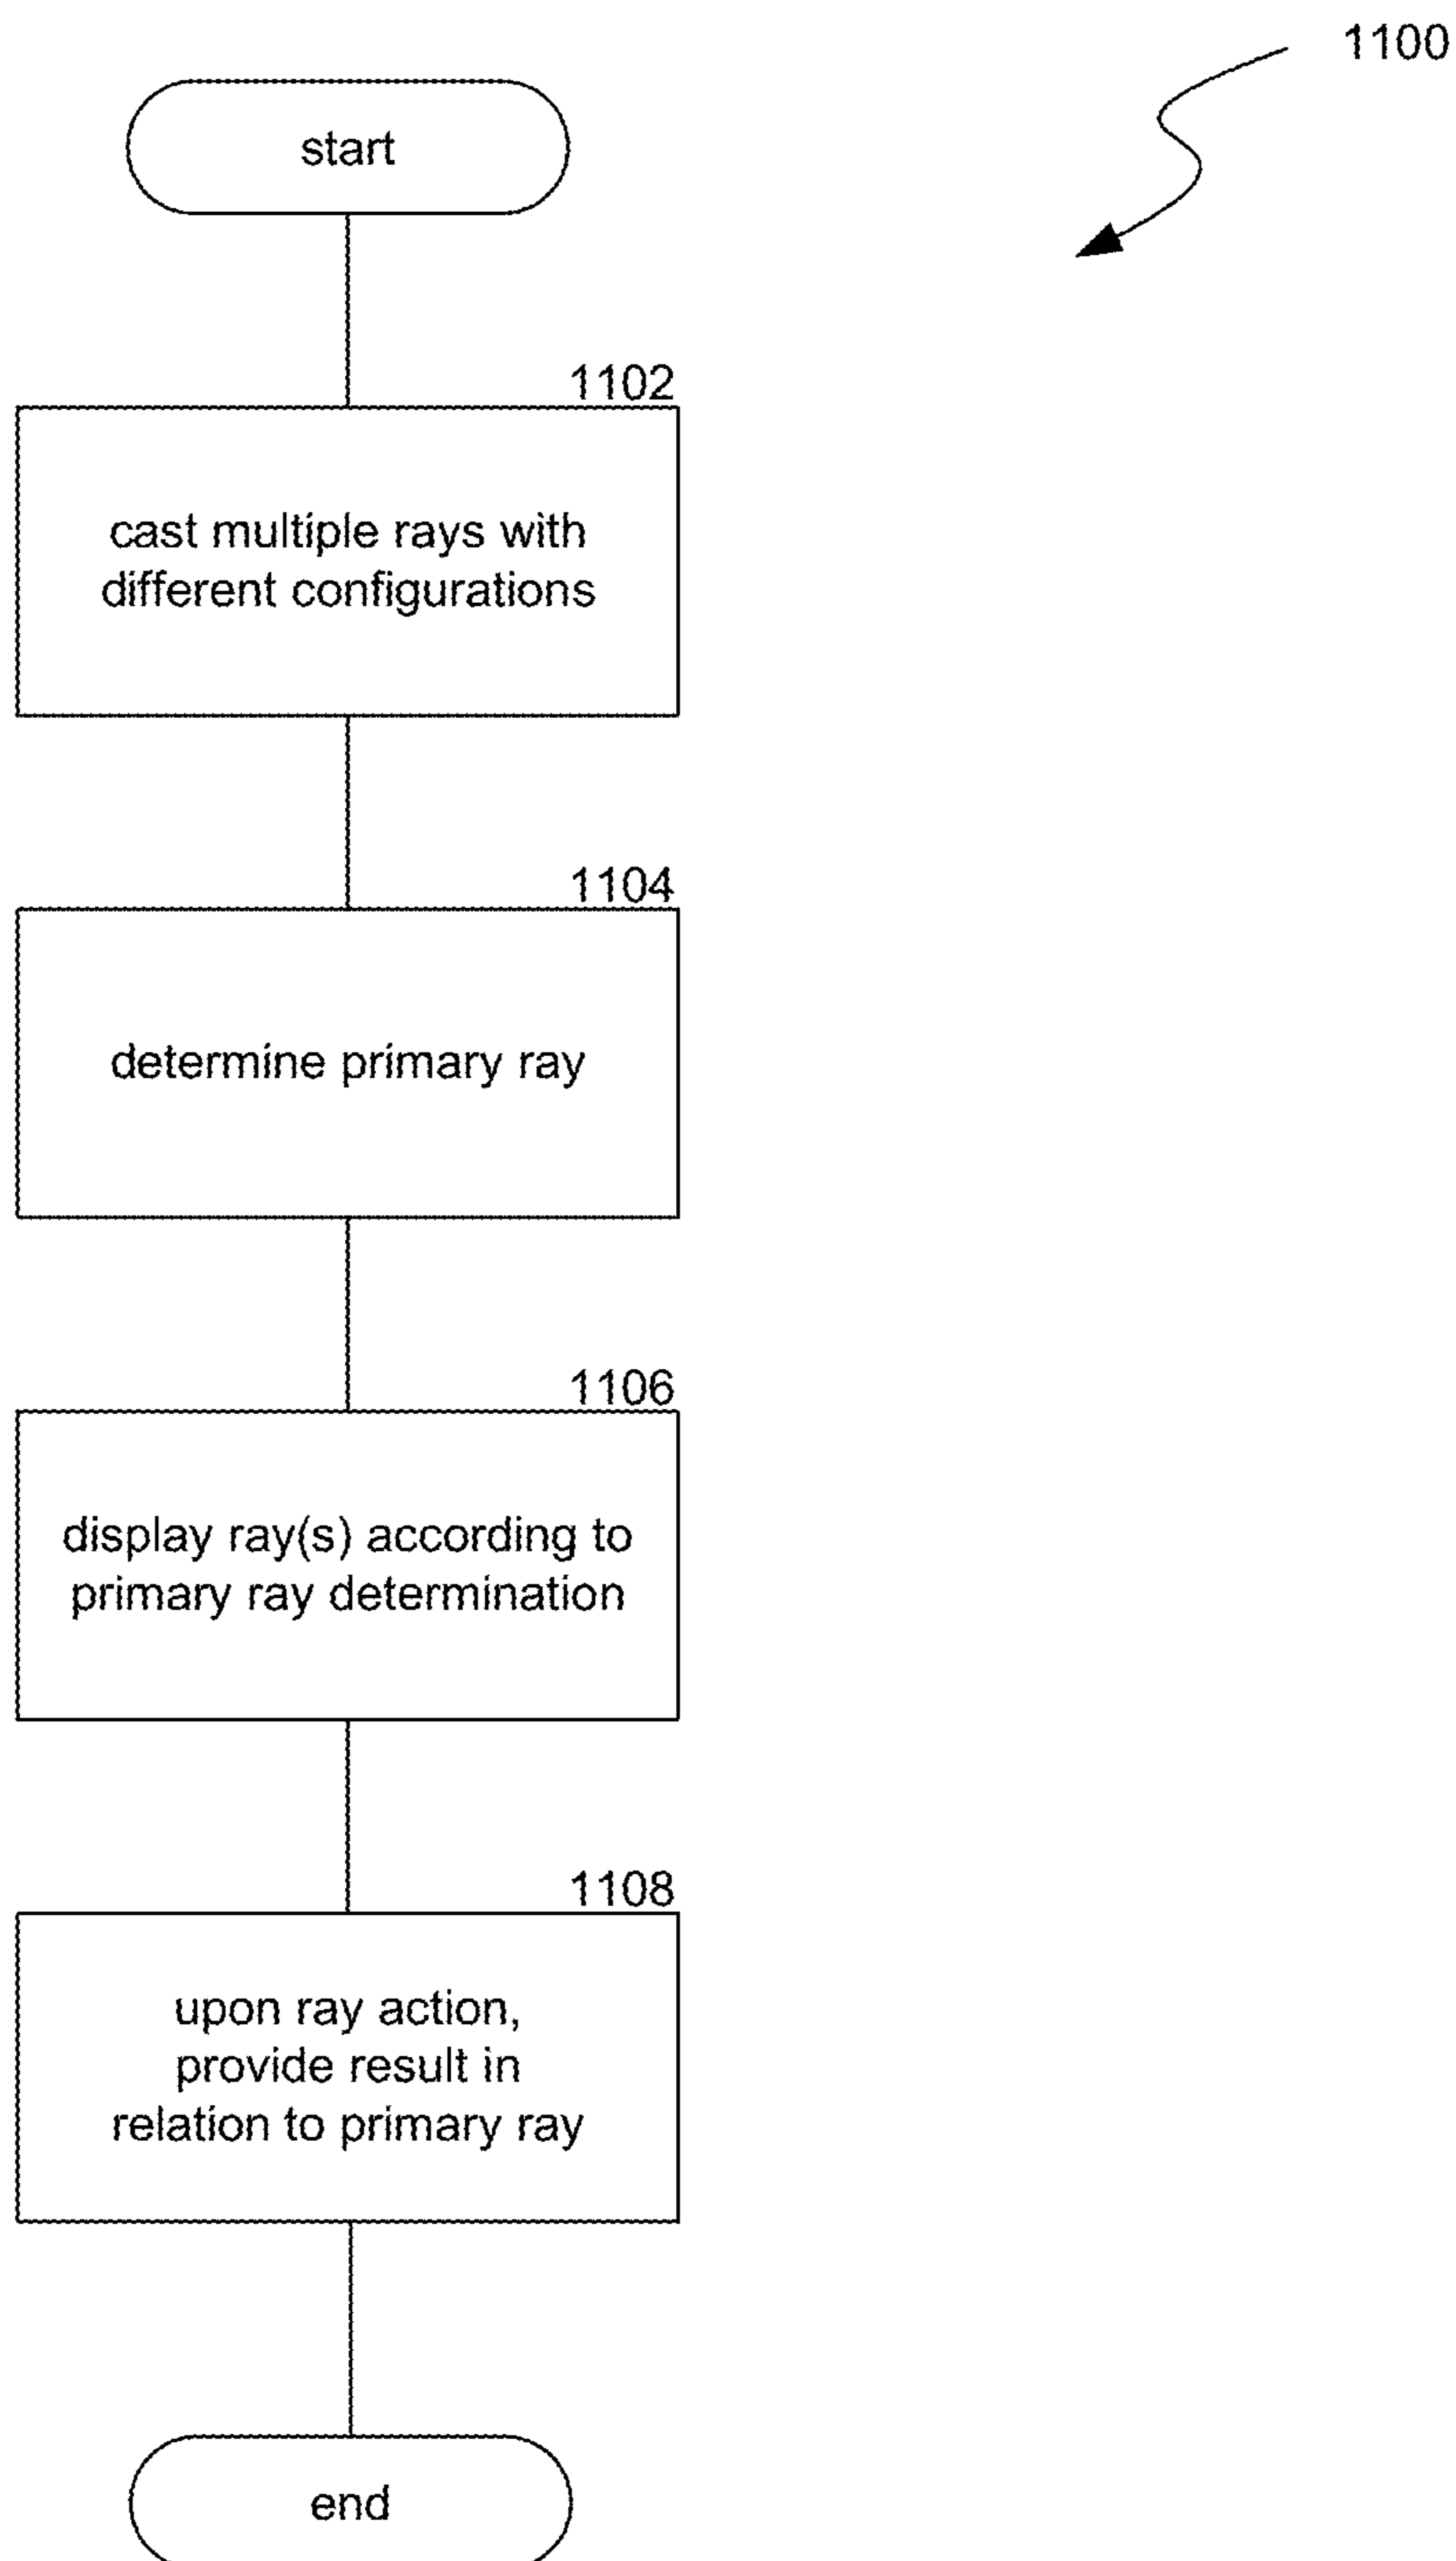 1100
start
1102
cast multiple rays with
different configurations
1104
determine primary ray
1106
display ray(s) according to
primary ray determination
1108
upon ray action,
provide result in
relation to primary ray
end